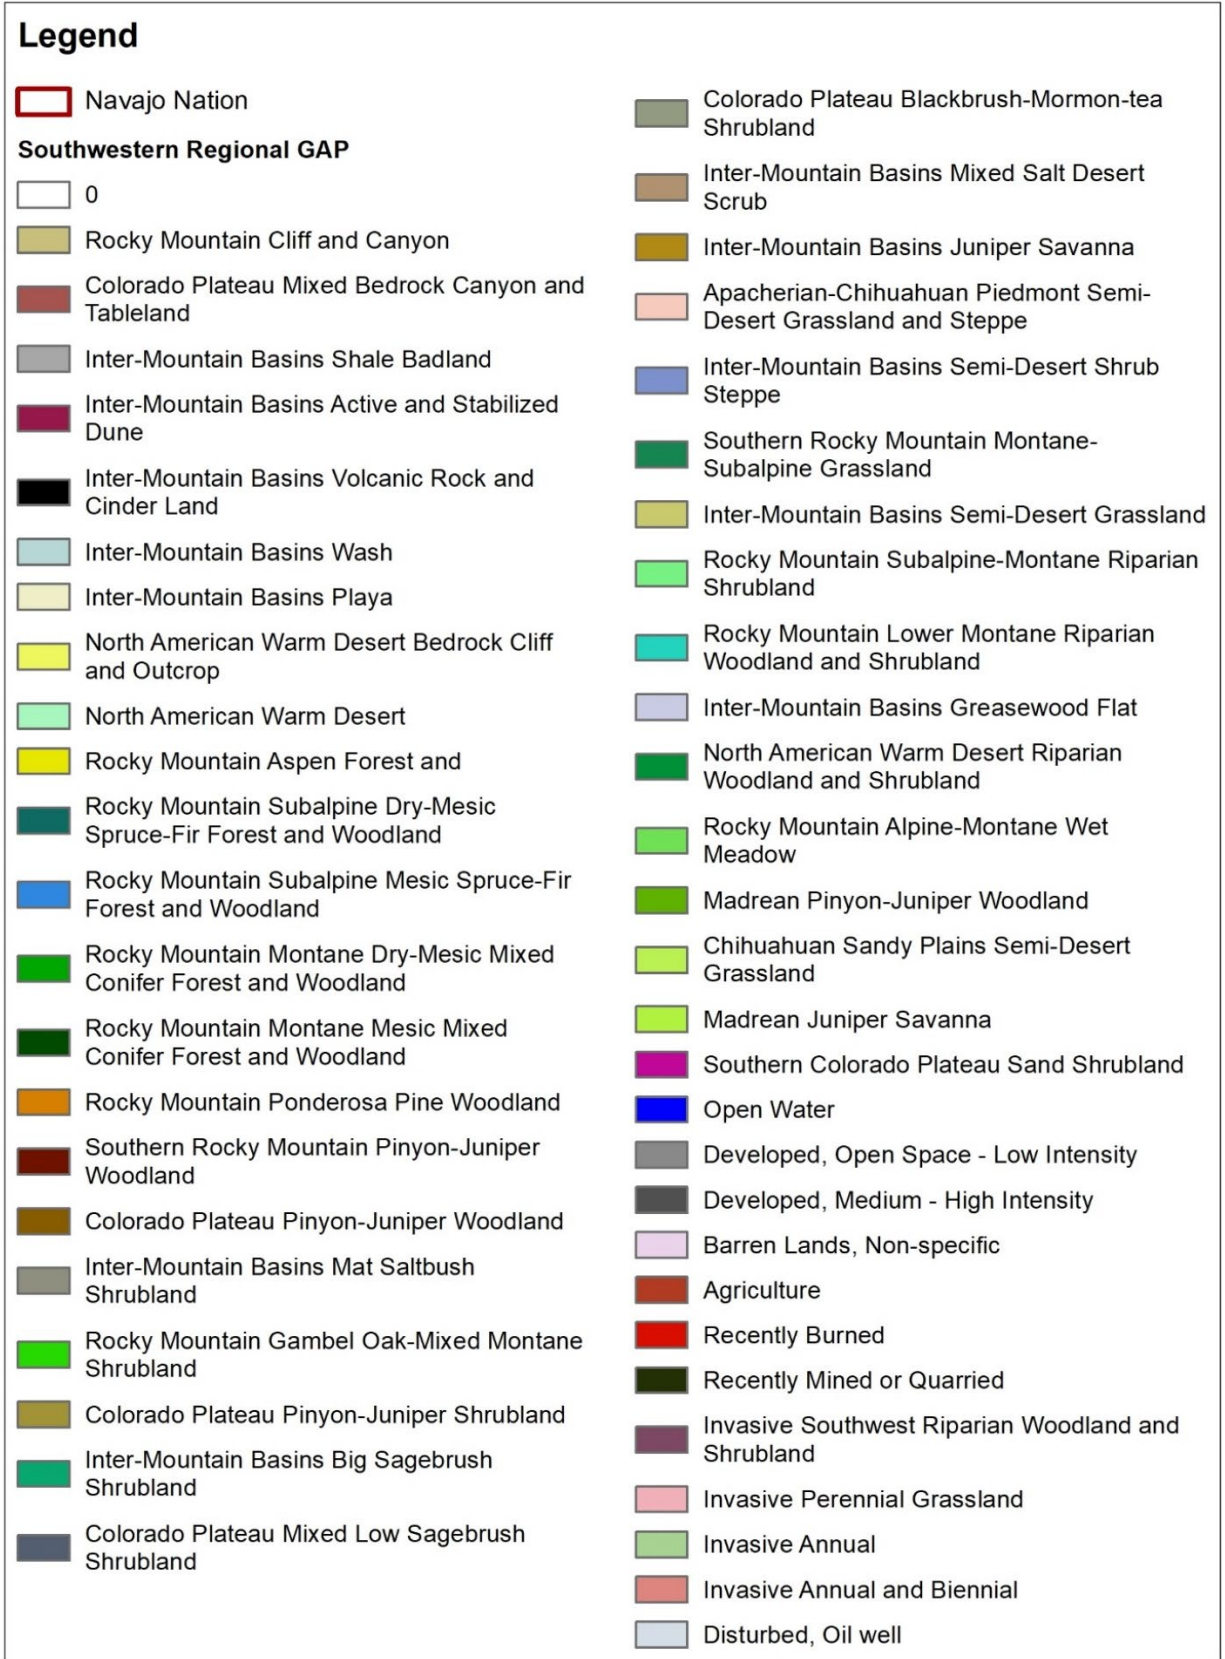 Legend
Navajo Nation
Southwestern Regional GAP
0
Rocky Mountain Cliff and Canyon
Colorado Plateau Mixed Bedrock Canyon and
Tableland
Inter-Mountain Basins Shale Badland
Inter-Mountain Basins Active and Stabilized
Dune
Inter-Mountain Basins Volcanic Rock and
Cinder Land
Inter-Mountain Basins Wash
Inter-Mountain Basins Playa
North American Warm Desert Bedrock Cliff
and Outcrop
North American Warm Desert
Rocky Mountain Aspen Forest and
Rocky Mountain Subalpine Dry-Mesic
Spruce-Fir Forest and Woodland
Rocky Mountain Subalpine Mesic Spruce-Fir
Forest and Woodland
Rocky Mountain Montane Dry-Mesic Mixed
Conifer Forest and Woodland
Rocky Mountain Montane Mesic Mixed
Conifer Forest and Woodland
Rocky Mountain Ponderosa Pine Woodland
Southern Rocky Mountain Pinyon-Juniper
Woodland
Colorado Plateau Pinyon-Juniper Woodland
Inter-Mountain Basins Mat Saltbush
Shrubland
Rocky Mountain Gambel Oak-Mixed Montane
Shrubland
Colorado Plateau Pinyon-Juniper Shrubland
Inter-Mountain Basins Big Sagebrush
Shrubland
Colorado Plateau Mixed Low Sagebrush
Shrubland
Colorado Plateau Blackbrush-Mormon-tea
Shrubland
Inter-Mountain Basins Mixed Salt Desert
Scrub
Inter-Mountain Basins Juniper Savanna
Apacherian-Chihuahuan Piedmont Semi-
Desert Grassland and Steppe
Inter-Mountain Basins Semi-Desert Shrub
Steppe
Southern Rocky Mountain Montane-
Subalpine Grassland
Inter-Mountain Basins Semi-Desert Grassland
Rocky Mountain Subalpine-Montane Riparian
Shrubland
Rocky Mountain Lower Montane Riparian
Woodland and Shrubland
Inter-Mountain Basins Greasewood Flat
North American Warm Desert Riparian
Woodland and Shrubland
Rocky Mountain Alpine-Montane Wet
Meadow
Madrean Pinyon-Juniper Woodland
Chihuahuan Sandy Plains Semi-Desert
Grassland
Madrean Juniper Savanna
Southern Colorado Plateau Sand Shrubland
Open Water
Developed, Open Space - Low Intensity
Developed, Medium - High Intensity
Barren Lands, Non-specific
Agriculture
Recently Burned
Recently Mined or Quarried
Invasive Southwest Riparian Woodland and
Shrubland
Invasive Perennial Grassland
Invasive Annual
Invasive Annual and Biennial
Disturbed, Oil well